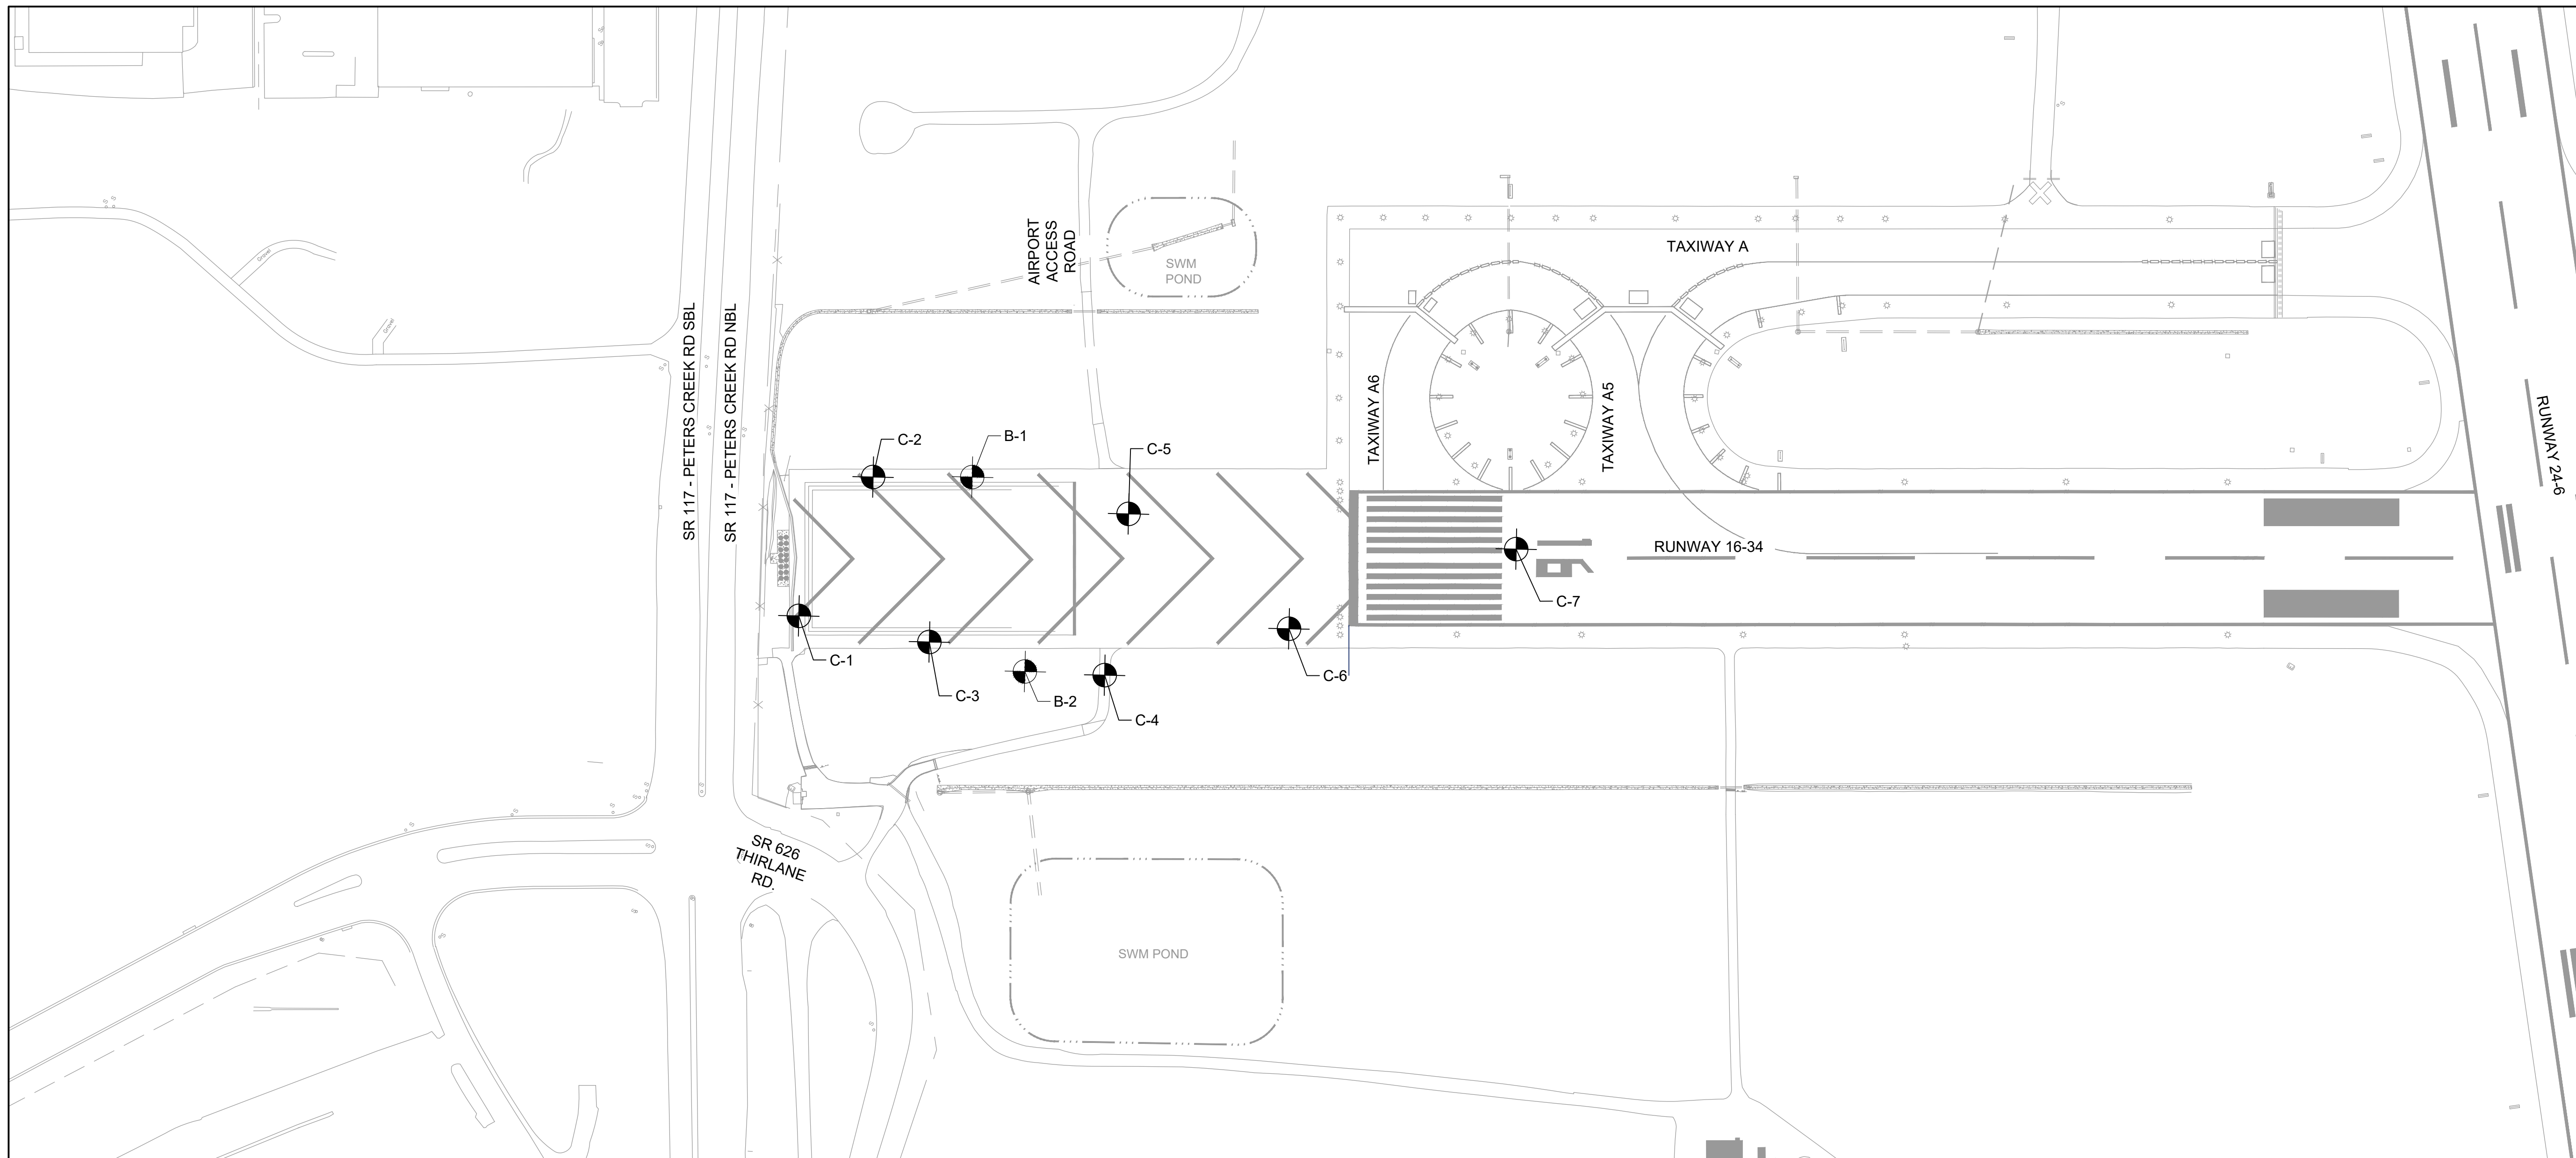 TAXIWAY A
AIRPORT
ACCESS
ROAD
SWM
POND
Gravel
Gravel
SR 117 - PETERS CREEK RD SBL
SR 117 - PETERS CREEK RD NBL
TAXIWAY A6
TAXIWAY A5
RUNWAY 24-6
C-2
B-1
C-5
RUNWAY 16-34
16
C-7
C-1
C-3
B-2
C-4
C-6
SR 626
THIRLANE
RD.
SWM POND